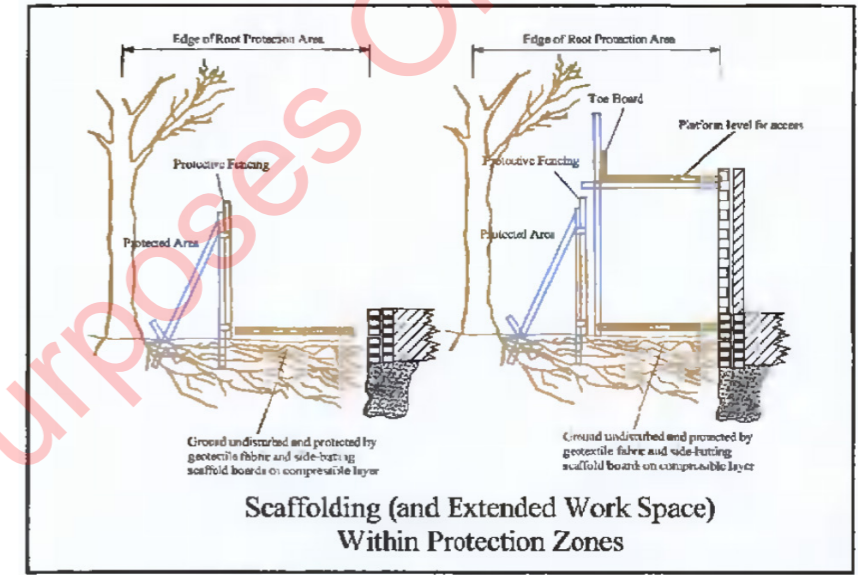 Edge of Root Protection Area
Protective Fencing
Protected Area
Ground undisturbed and protected by
geotextile fabric and side-butting
scaffold boards on compressible layer
Edge of Root Protection Area
Toe Board
Platform level for access
Protective Fencing
Protected Area
Ground undisturbed and protected by
geotextile fabric and side-butting
scaffold boards on compressible layer
Scaffolding (and Extended Work Space)
Within Protection Zones
urposes O